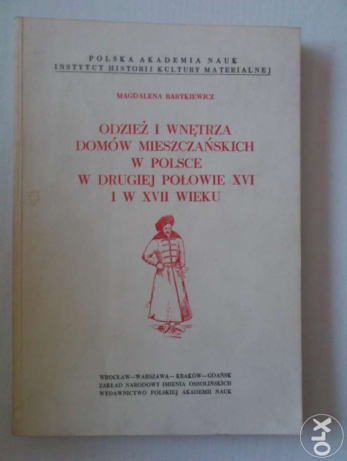 POLSKA AKADEMIA NAUK
INSTYTUT HISTORII KULTURY MATERIALNEJ
MAGDALENA BARTKIEWICZ
ODZIEŻ I WNĘTRZA
DOMÓW MIESZCZAŃSKICH
W POLSCE
W DRUGIEJ POŁOWIE XVI
I W XVII WIEKU
WROCŁAW—WARSZAWA—KRAKÓW—GDAŃSK
ZAKŁAD NARODOWY IMIENIA OSSOLIŃSKICH
WYDAWNICTWO POLSKIEJ AKADEMII NAUK
OLX